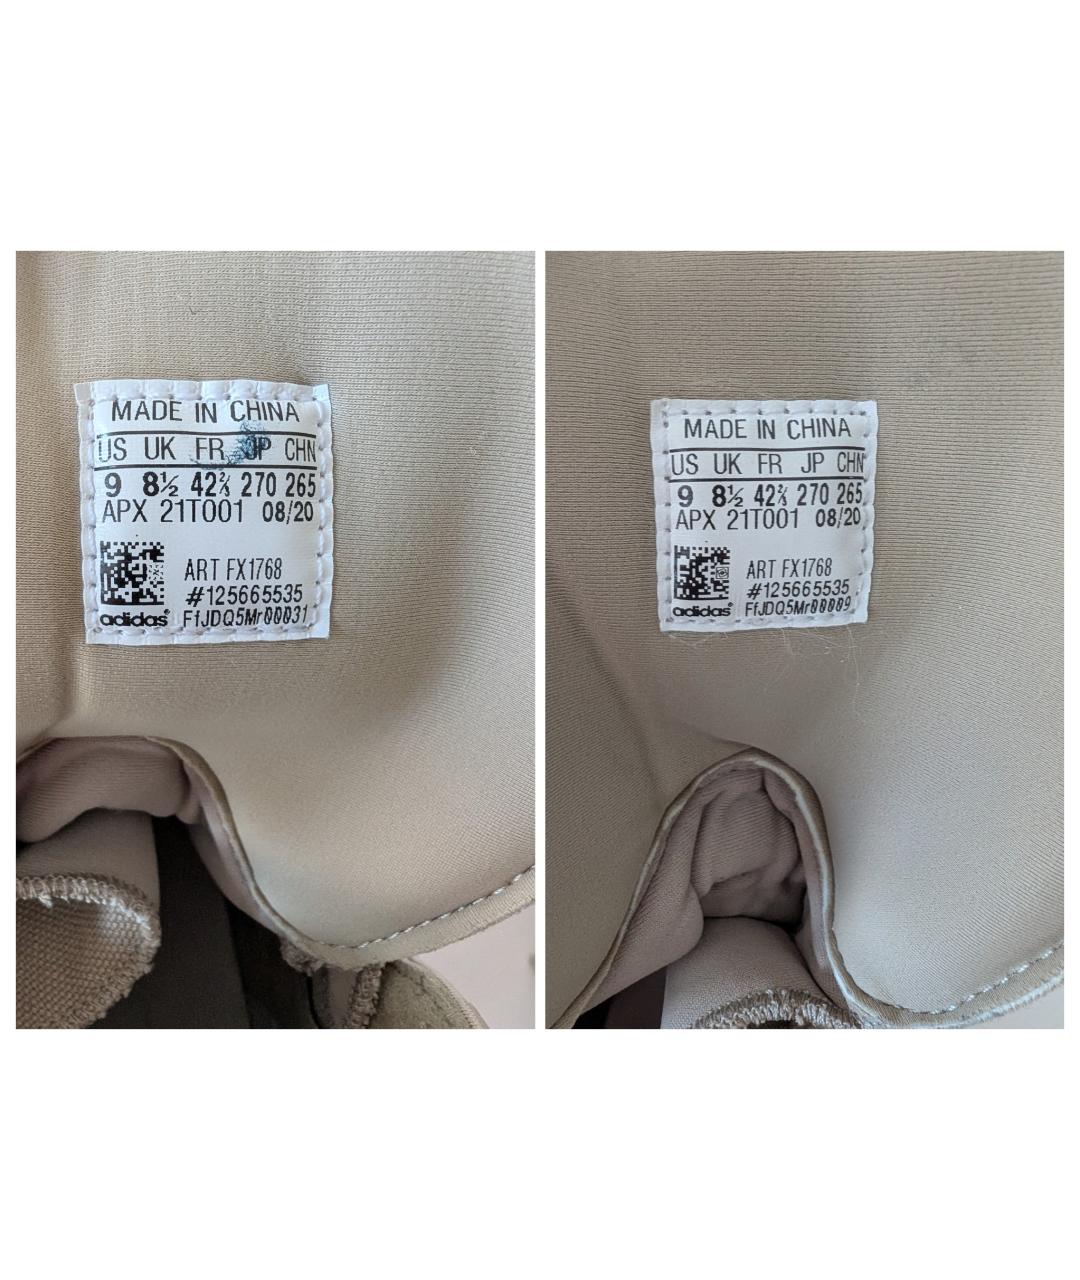 MADE IN CHINA
US UK FR JP CHN
9 8½ 42⅔ 270 265
APX 21T001 08/20
ART FX1768
#125665535
adidas® FfJDQ5Mr00031
MADE IN CHINA
US UK FR JP CHN
9 8½ 42⅔ 270 265
APX 21T001 08/20
ART FX1768
#125665535
adidas® FfJDQ5Mr00009